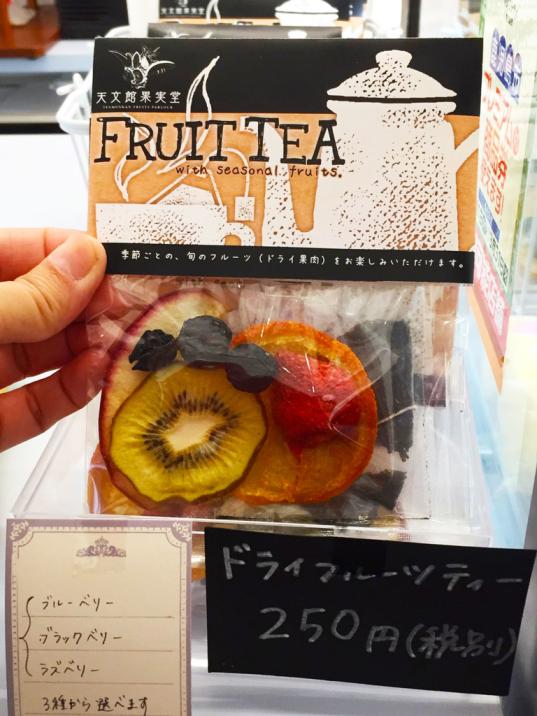 天文館果実堂
TENMONKAN FRUITS PARLOUR
FRUIT TEA
with seasonal fruits.
季節ごとの、旬のフルーツ(ドライ果肉)をお楽しみいただけます。
ドライフルーツティー
250円(税別)
ブルーベリー
ブラックベリー
ラズベリー
3種から選べます